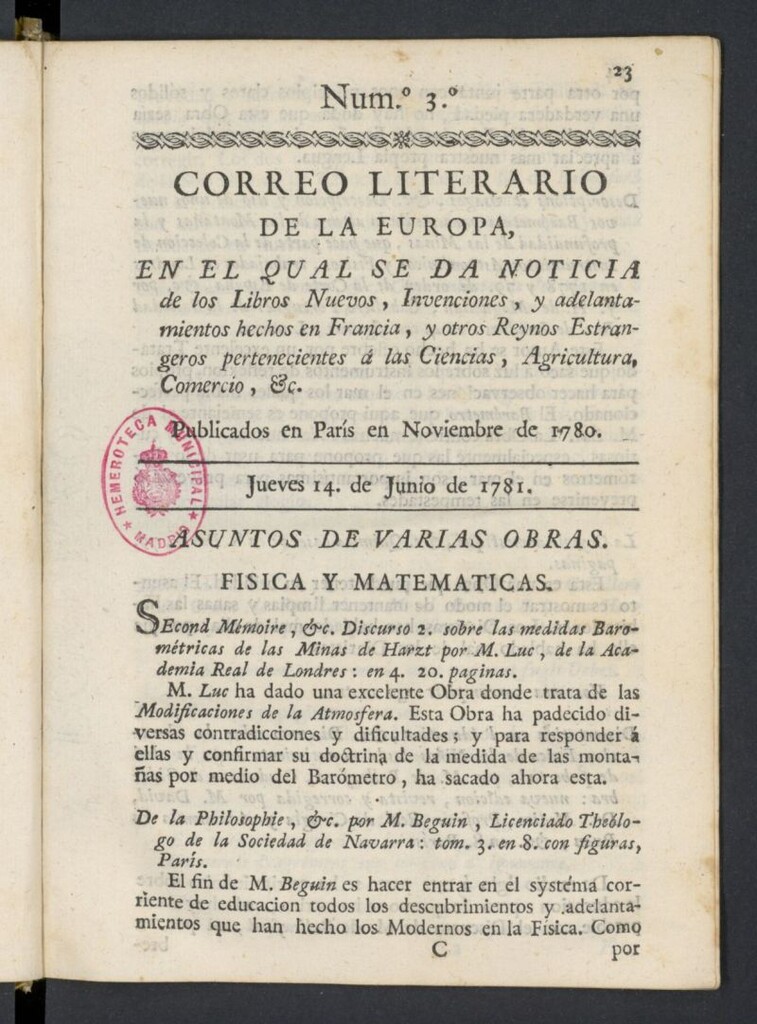 23
Num.º 3.º
CORREO LITERARIO
DE LA EUROPA,
EN EL QUAL SE DA NOTICIA
de los Libros Nuevos, Invenciones, y adelanta-
mientos hechos en Francia, y otros Reynos Estran-
geros pertenecientes á las Ciencias, Agricultura,
Comercio, &c.
Publicados en París en Noviembre de 1780.
HEMEROTECA MUNICIPAL
MADRID
Jueves 14. de Junio de 1781.
ASUNTOS DE VARIAS OBRAS.
FISICA Y MATEMATICAS.
SEcond Mémoire, &c. Discurso 2. sobre las medidas Baro-
métricas de las Minas de Harzt por M. Luc, de la Aca-
demia Real de Londres: en 4. 20. paginas.
M. Luc ha dado una excelente Obra donde trata de las
Modificaciones de la Atmosfera. Esta Obra ha padecido di-
versas contradicciones y dificultades; y para responder á
ellas y confirmar su doctrina de la medida de las monta-
ñas por medio del Barómetro, ha sacado ahora esta.
De la Philosophie, &c. por M. Beguin, Licenciado Theólo-
go de la Sociedad de Navarra: tom. 3. en 8. con figuras,
París.
El fin de M. Beguin es hacer entrar en el systéma cor-
riente de educacion todos los descubrimientos y adelanta-
mientos que han hecho los Modernos en la Fisica. Como
C por